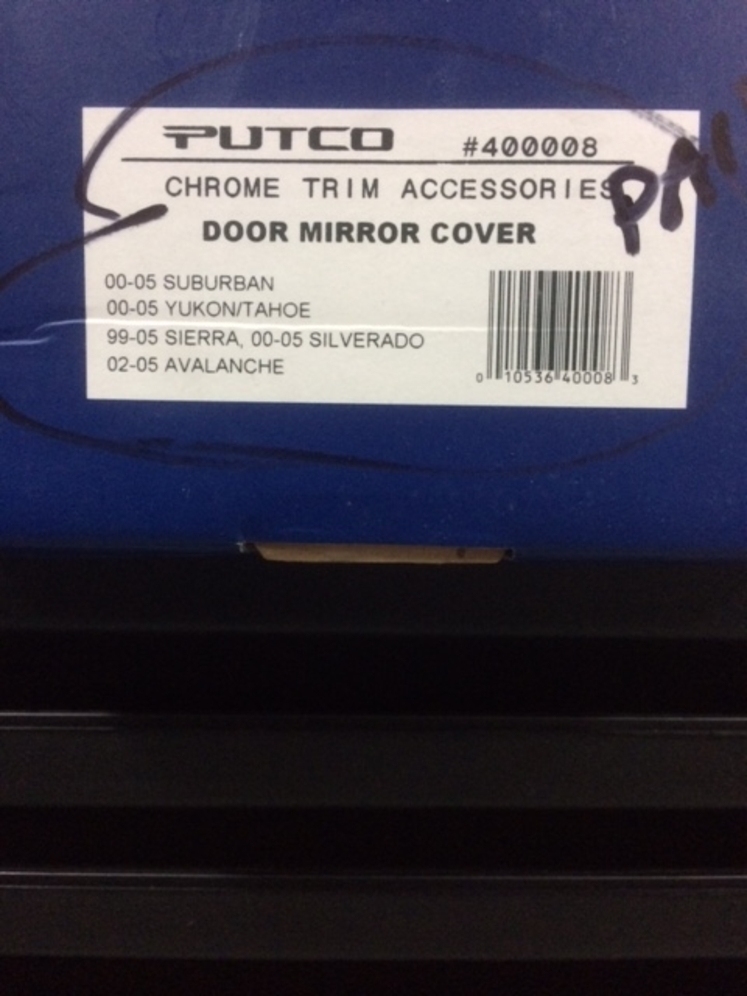 PUTCO #400008
CHROME TRIM ACCESSORIES
DOOR MIRROR COVER
00-05 SUBURBAN
00-05 YUKON/TAHOE
99-05 SIERRA, 00-05 SILVERADO
02-05 AVALANCHE
0 10536 40008 3